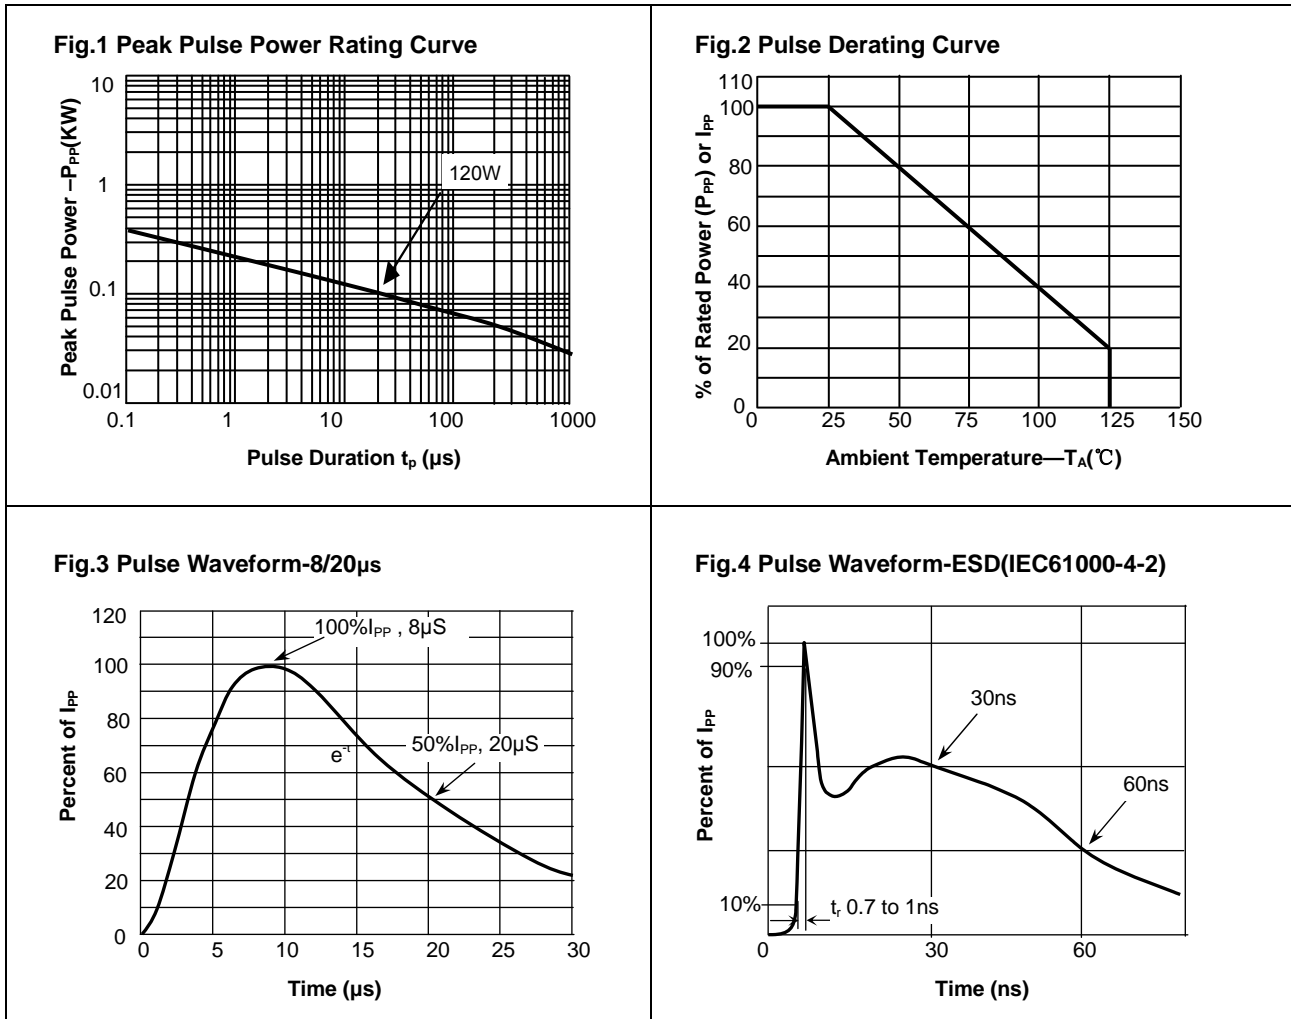 Fig.1 Peak Pulse Power Rating Curve
Peak Pulse Power –PPP(KW)
10
1
0.1
0.01
120W
0.1 1 10 100 1000
Pulse Duration tp (µs)
Fig.2 Pulse Derating Curve
% of Rated Power (PPP) or IPP
110
100
80
60
40
20
0
0 25 50 75 100 125 150
Ambient Temperature—TA(℃)
Fig.3 Pulse Waveform-8/20µs
Percent of IPP
120
100
80
60
40
20
0
100%IPP , 8µS
e-t
50%IPP, 20µS
0 5 10 15 20 25 30
Time (µs)
Fig.4 Pulse Waveform-ESD(IEC61000-4-2)
Percent of IPP
100%
90%
10%
30ns
60ns
tr 0.7 to 1ns
0 30 60
Time (ns)